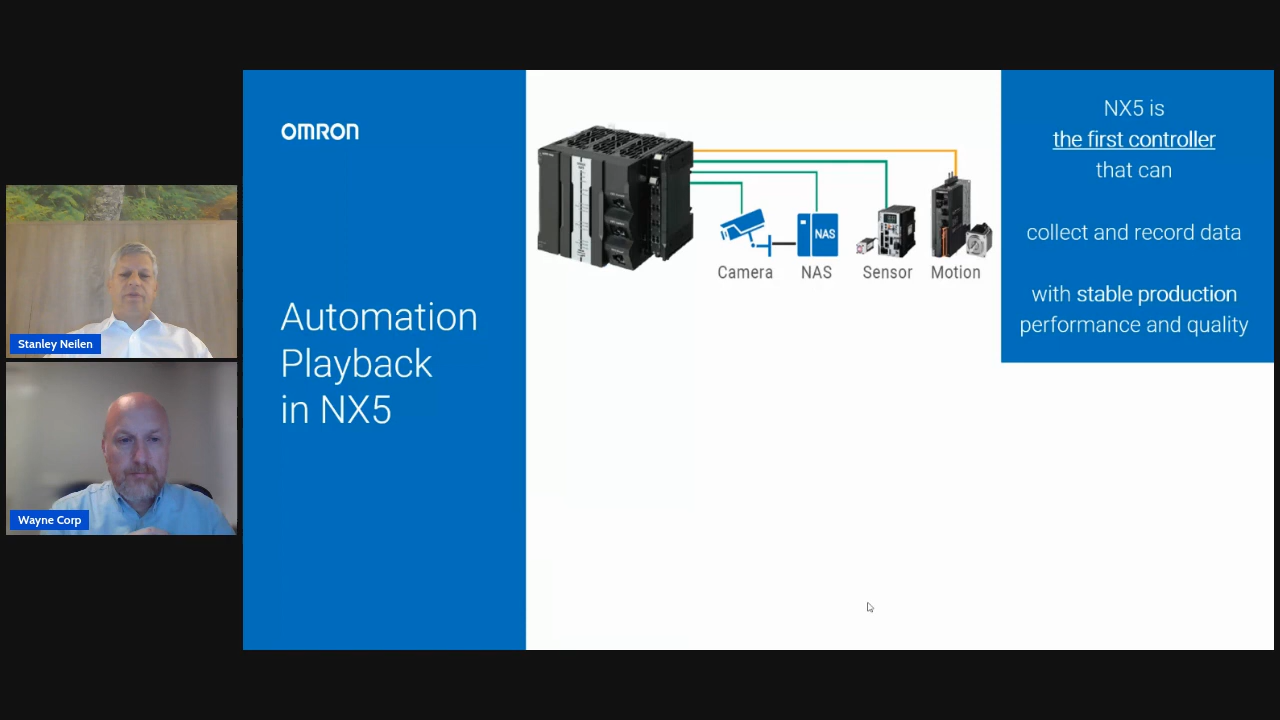 OMRON
Automation
Playback
in NX5
NAS
Camera
NAS
Sensor
Motion
NX5 is
the first controller
that can
collect and record data
with stable production
performance and quality
Stanley Neilen
Wayne Corp